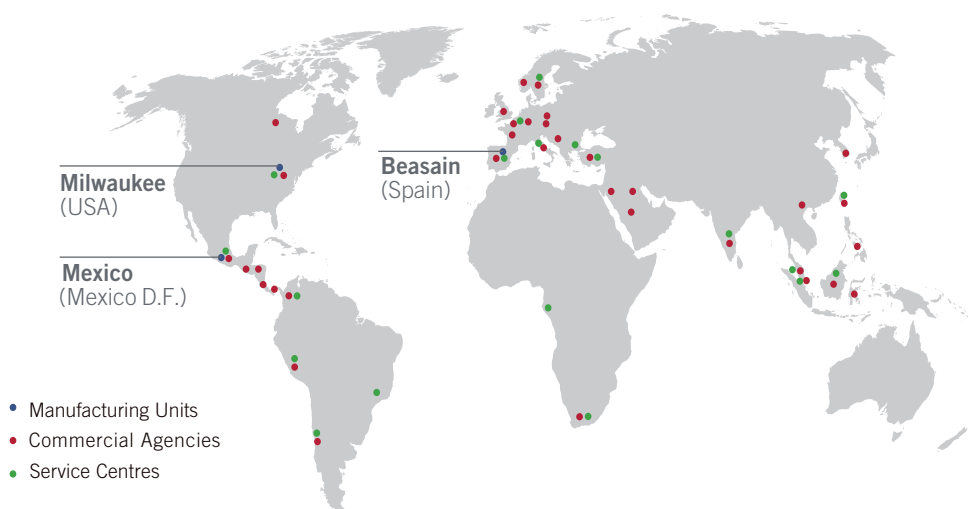 Milwaukee
(USA)
Beasain
(Spain)
Mexico
(Mexico D.F.)
Manufacturing Units
Commercial Agencies
Service Centres